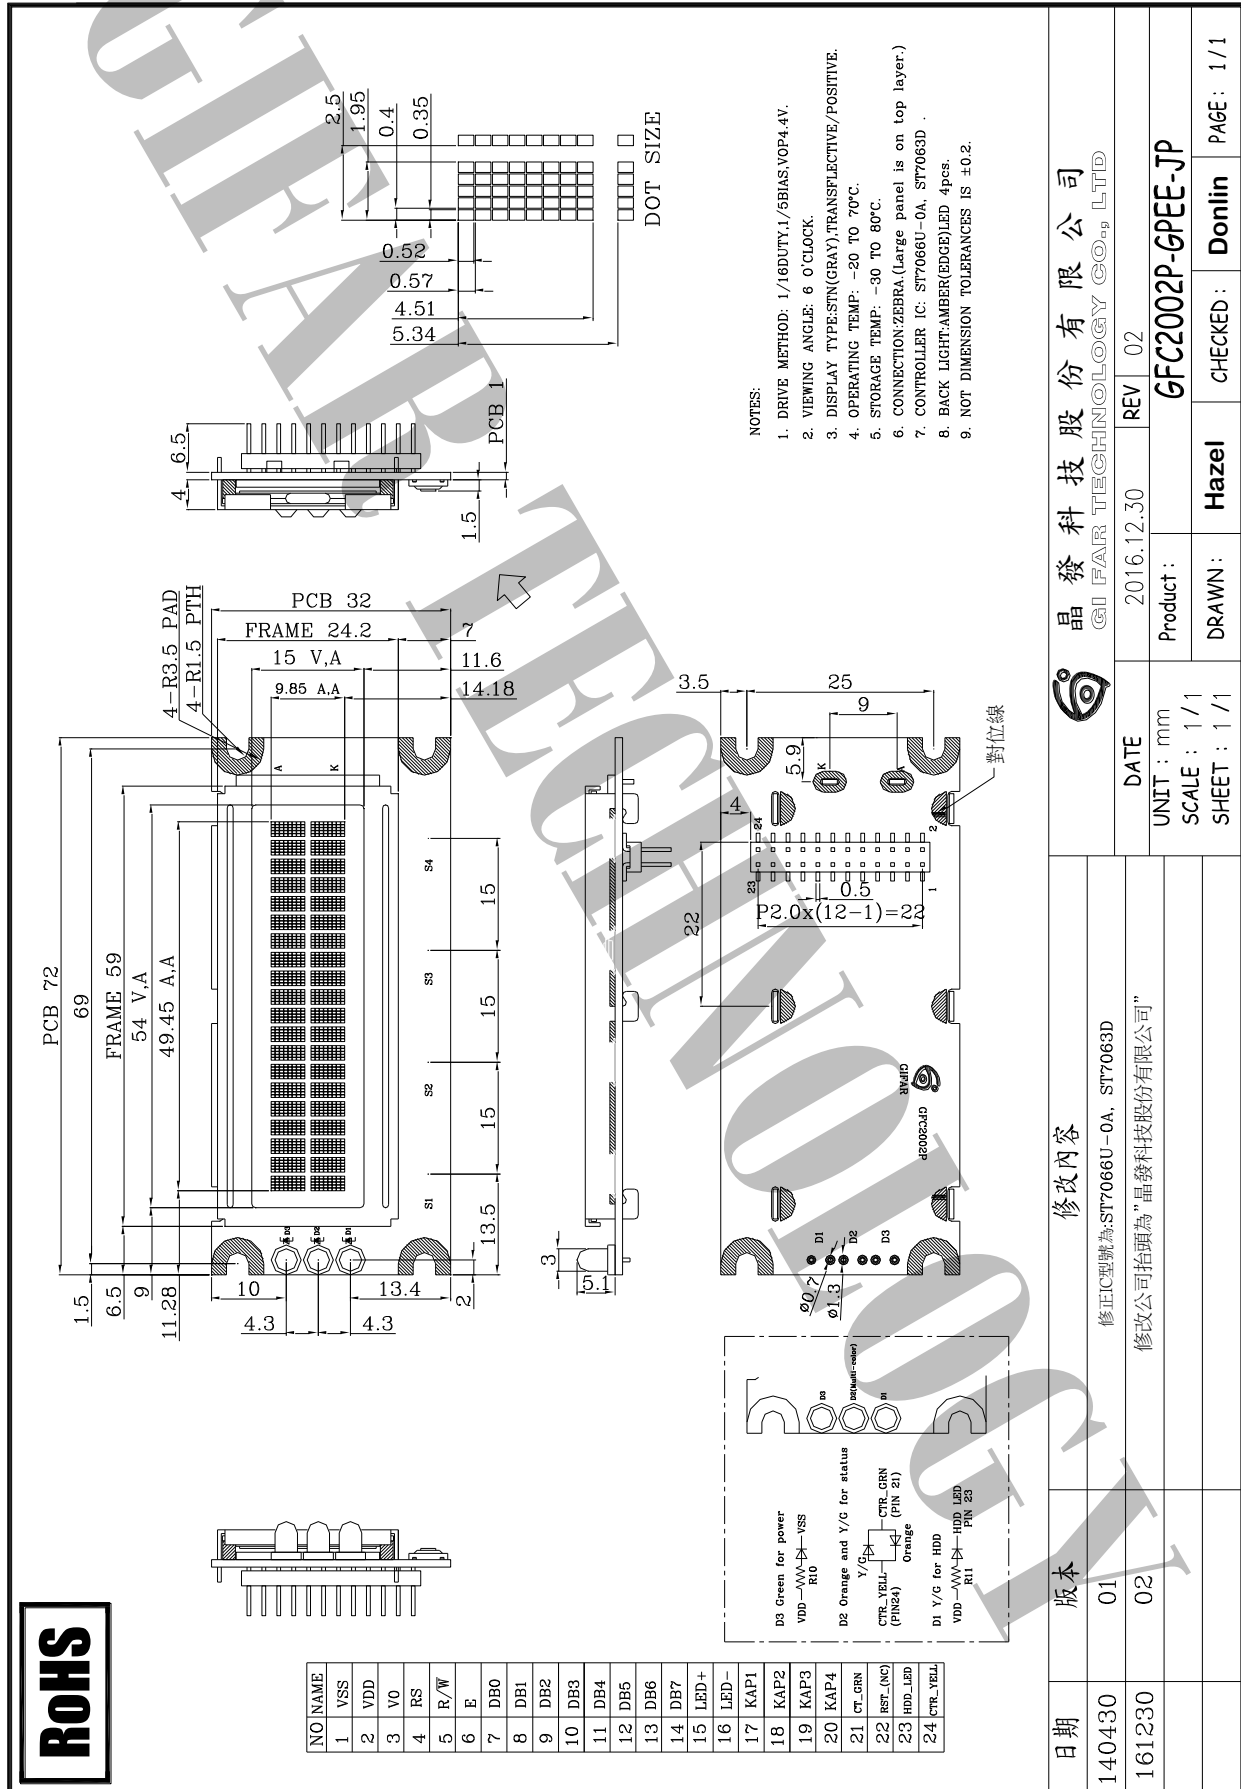 RoHS
NO NAME
1 VSS
2 VDD
3 V0
4 RS
5 R/W
6 E
7 DB0
8 DB1
9 DB2
10 DB3
11 DB4
12 DB5
13 DB6
14 DB7
15 LED+
16 LED-
17 KAP1
18 KAP2
19 KAP3
20 KAP4
21 CT_GRN
22 RST_(NC)
23 HDD_LED
24 CTR_YELL
PCB 72
69
FRAME 59
54 V,A
49.45 A,A
1.5
6.5
9
11.28
4-R3.5 PAD
4-R1.5 PTH
PCB 32
FRAME 24.2
7
15 V,A
11.6
9.85 A,A
14.18
A
K
S1
S2
S3
S4
13.5
15
15
15
2
10
13.4
4.3
4.3
D3
D2
D1
6.5
4
PCB 1
1.5
2.5
1.95
0.4
0.35
0.52
0.57
4.51
5.34
DOT SIZE
3
5.1
3.5
25
9
5.9
K
A
4
24
23
2
1
22
0.5
P2.0x(12-1)=22
對位線
GIFAR
GFC2002P
D1
D2
D3
ø0.7
ø1.3
D3 Green for power
VDD
R10
VSS
D2 Orange and Y/G for status
Y/G
CTR_YELL
(PIN24)
CTR_GRN
(PIN 21)
Orange
D1 Y/G for HDD
VDD
R11
HDD LED
PIN 23
D3
D2(Multi-color)
D1
NOTES:
1. DRIVE METHOD: 1/16DUTY,1/5BIAS,VOP4.4V.
2. VIEWING ANGLE: 6 O'CLOCK.
3. DISPLAY TYPE:STN(GRAY),TRANSFLECTIVE/POSITIVE.
4. OPERATING TEMP: -20 TO 70°C.
5. STORAGE TEMP: -30 TO 80°C.
6. CONNECTION:ZEBRA.(Large panel is on top layer.)
7. CONTROLLER IC: ST7066U-0A, ST7063D .
8. BACK LIGHT:AMBER(EDGE)LED 4pcs.
9. NOT DIMENSION TOLERANCES IS ±0.2.
日期 版本 修改內容
140430 01 修正IC型號為:ST7066U-0A, ST7063D
161230 02 修改公司抬頭為"晶發科技股份有限公司"
晶發科技股份有限公司
GI FAR TECHNOLOGY CO., LTD
DATE 2016.12.30 REV 02
UNIT : mm
SCALE : 1/1
SHEET : 1/1
Product : GFC2002P-GPEE-JP
DRAWN : Hazel CHECKED : Donlin PAGE : 1/1
GIFAR TECHNOLOGY